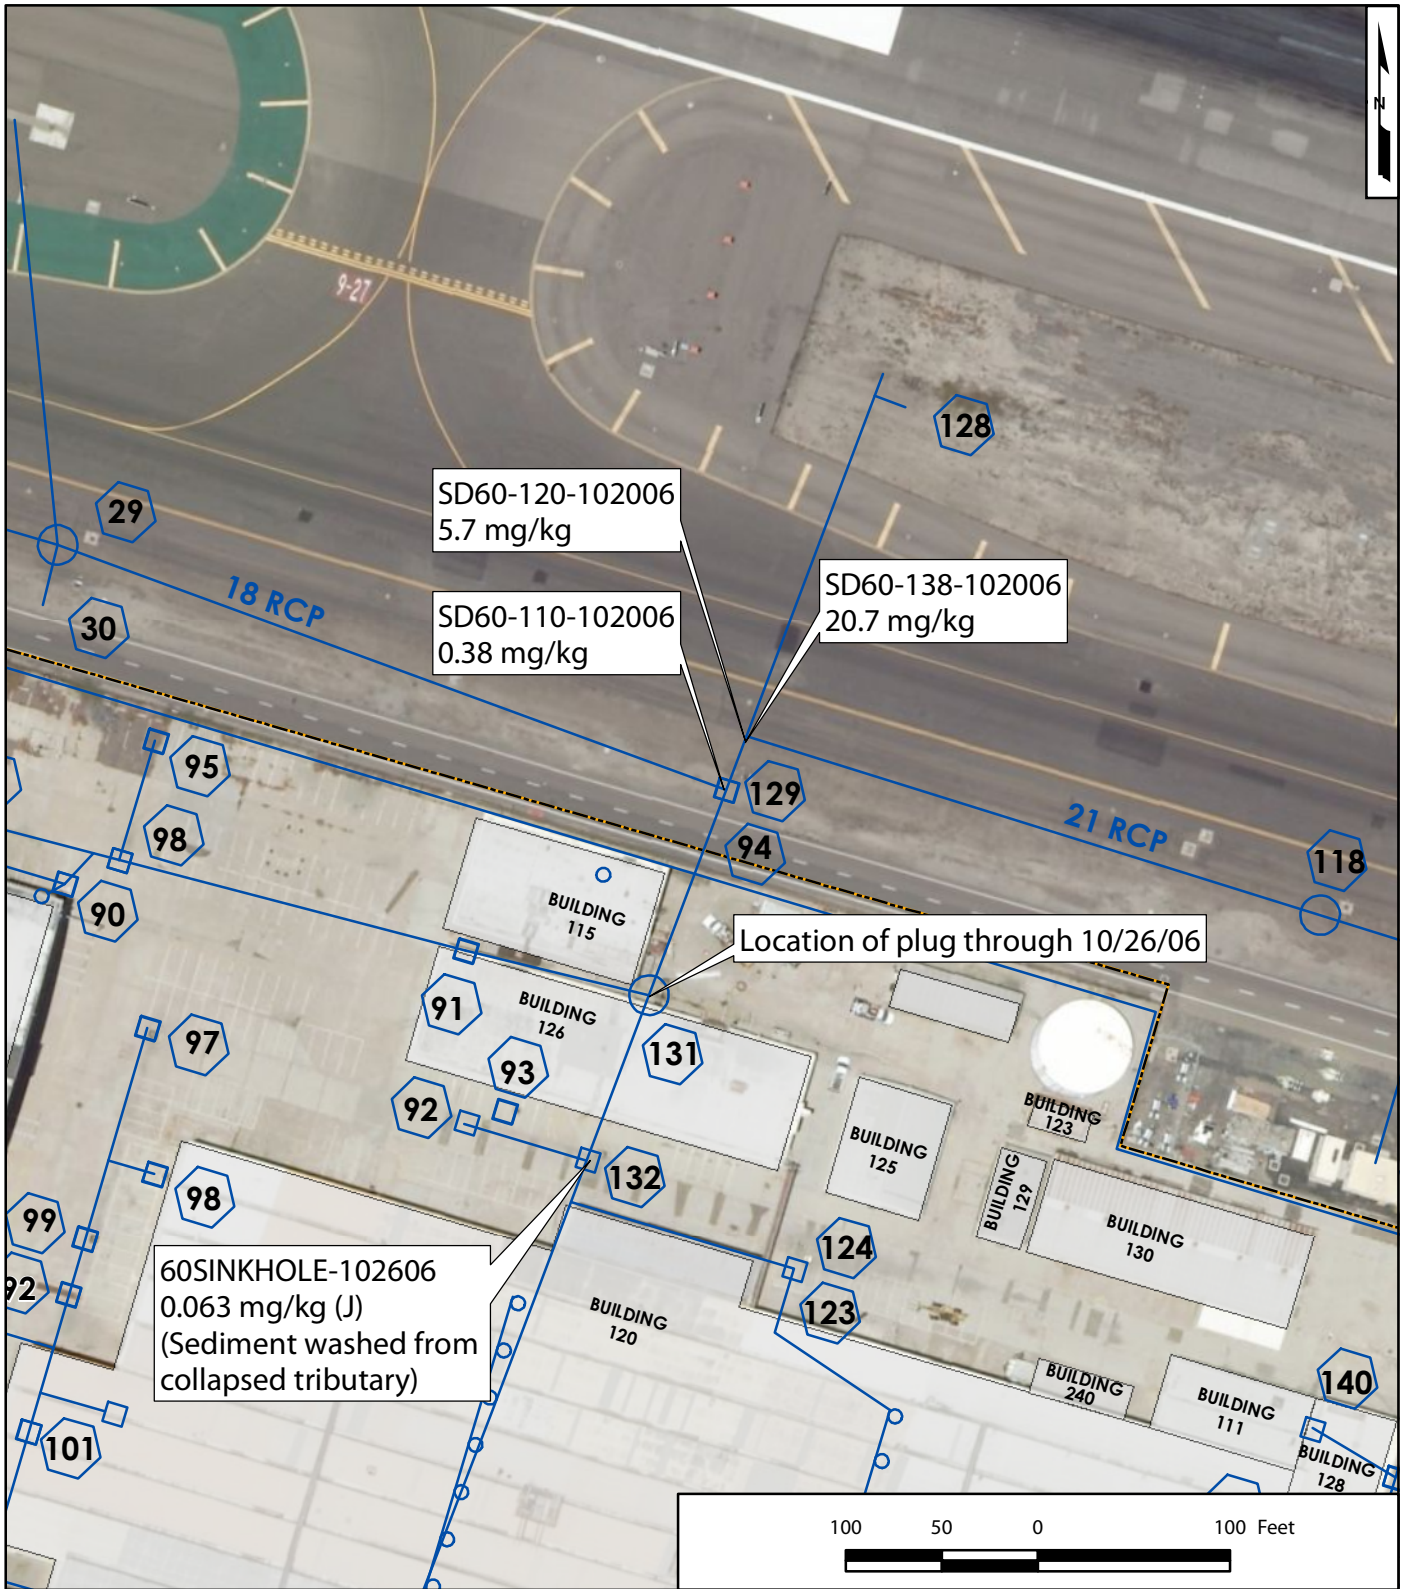 N
9-27
128
SD60-120-102006
5.7 mg/kg
29
SD60-138-102006
20.7 mg/kg
18 RCP
SD60-110-102006
0.38 mg/kg
30
95
129
21 RCP
98
94
118
90
BUILDING
115
Location of plug through 10/26/06
91
BUILDING
126
97
131
93
92
BUILDING
123
BUILDING
125
132
BUILDING
129
98
99
BUILDING
130
124
60SINKHOLE-102606
0.063 mg/kg (J)
(Sediment washed from
collapsed tributary)
92
123
BUILDING
120
140
BUILDING
240
BUILDING
111
101
BUILDING
128
100 50 0 100 Feet